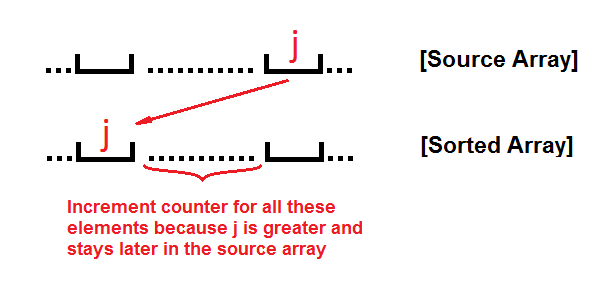 j
[Source Array]
j
[Sorted Array]
Increment counter for all these
elements because j is greater and
stays later in the source array